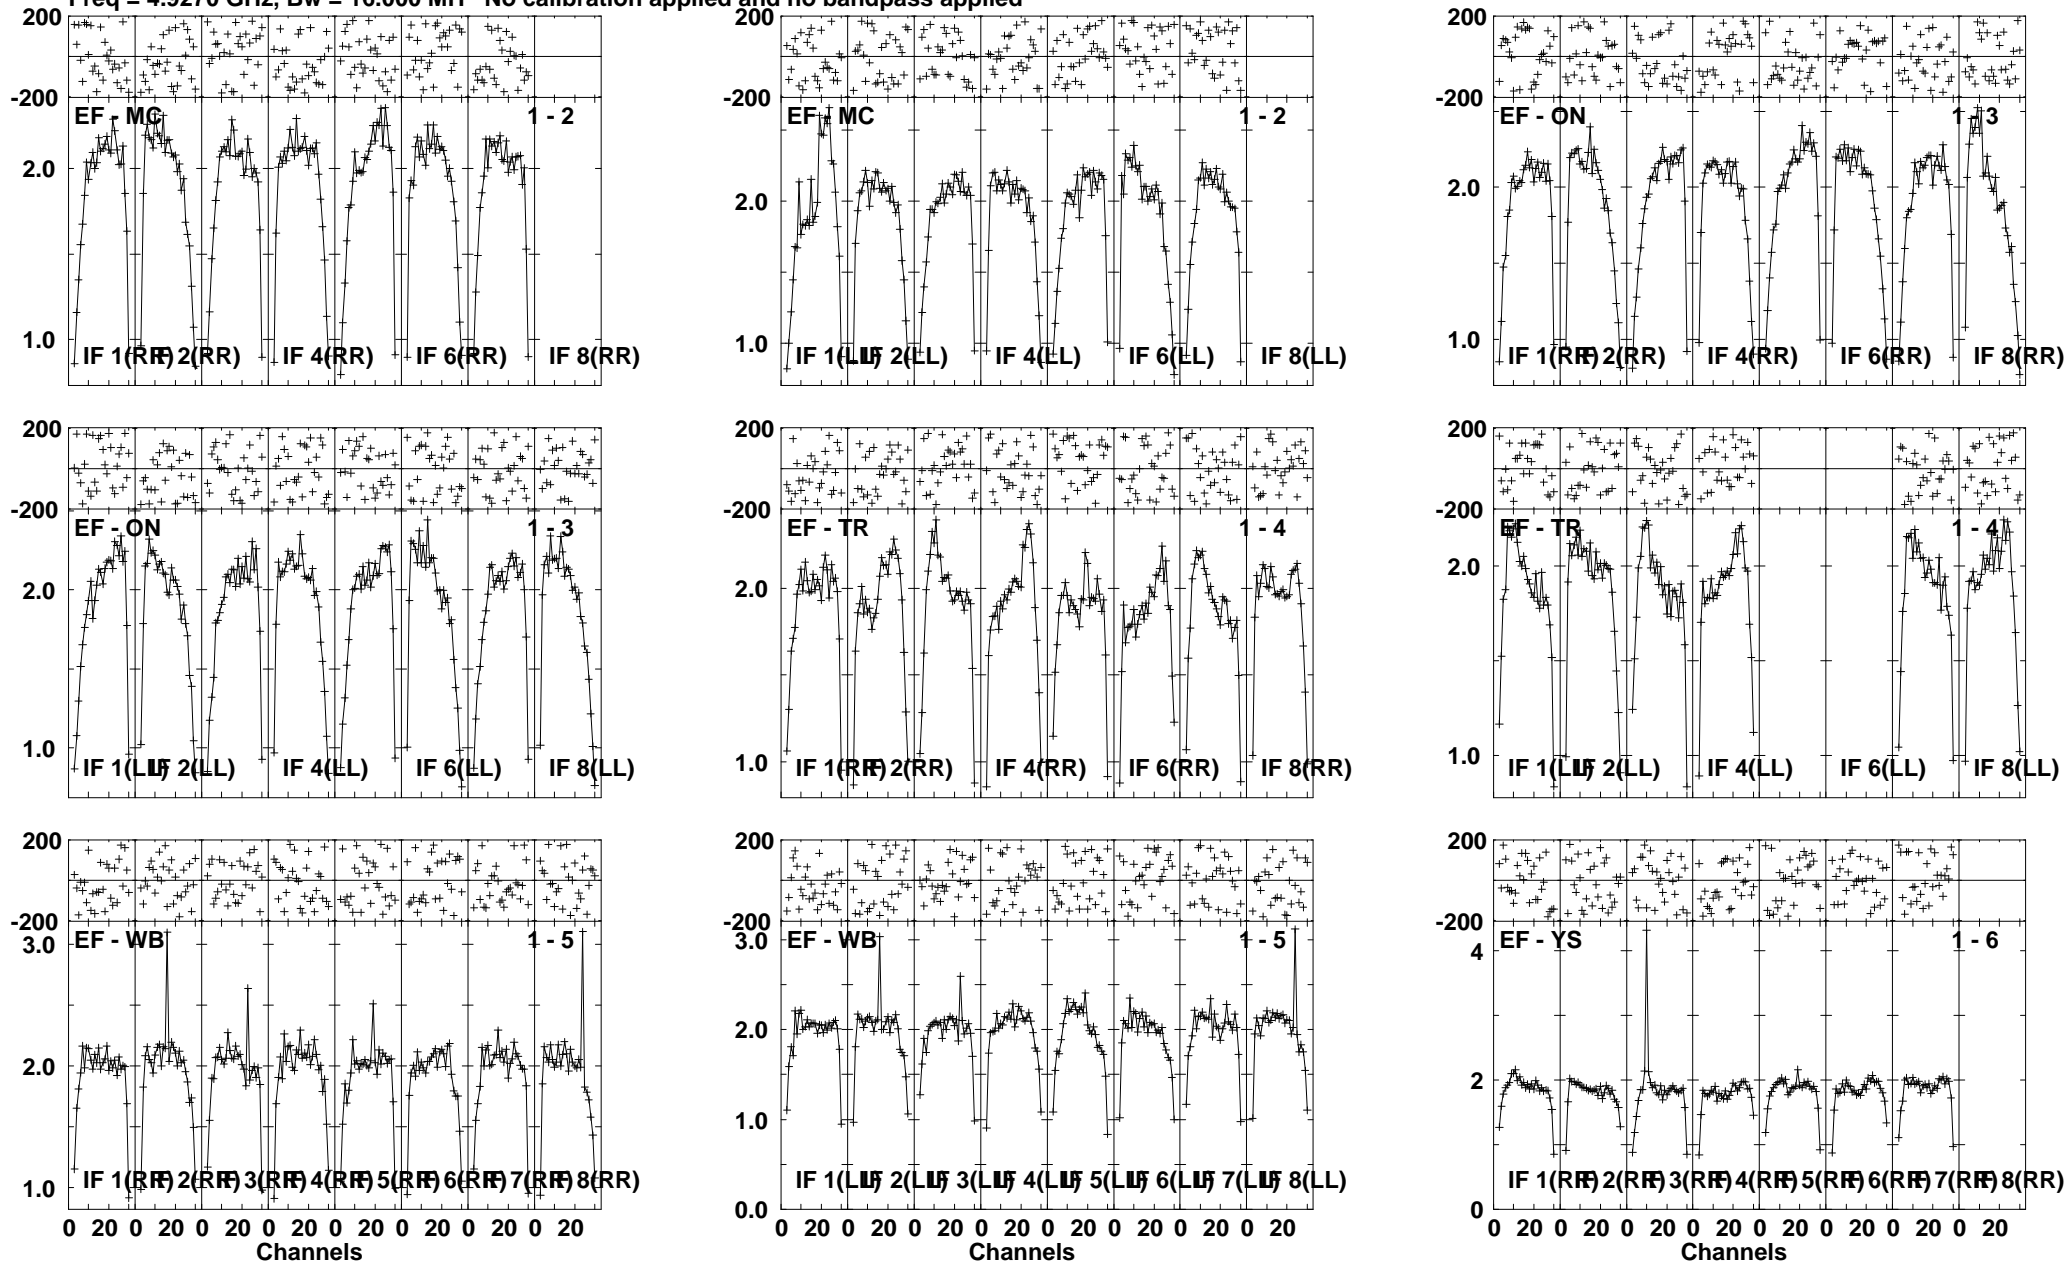 No calibration applied and no bandpass applied
200 200 200
-200 -200 -200
EF - MC 1 - 2 EF - MC 1 - 2 EF - ON 1 - 3
2.0 2.0 2.0
1.0 1.0 1.0
IF 1(RR) IF 2(RR) IF 4(RR) IF 6(RR) IF 8(RR) IF 1(LL) IF 2(LL) IF 4(LL) IF 6(LL) IF 8(LL) IF 1(RR) IF 2(RR) IF 4(RR) IF 6(RR) IF 8(RR)
200 200 200
-200 -200 -200
EF - ON 1 - 3 EF - TR 1 - 4 EF - TR 1 - 4
2.0 2.0 2.0
1.0 1.0 1.0
IF 1(LL) IF 2(LL) IF 4(LL) IF 6(LL) IF 8(LL) IF 1(RR) IF 2(RR) IF 4(RR) IF 6(RR) IF 8(RR) IF 1(LL) IF 2(LL) IF 4(LL) IF 6(LL) IF 8(LL)
200 200 200
-200 -200 -200
EF - WB 1 - 5 EF - WB 1 - 5 EF - YS 1 - 6
3.0 3.0 4
2.0 2.0 2
1.0 1.0
IF 1(RR) IF 2(RR) IF 3(RR) IF 4(RR) IF 5(RR) IF 6(RR) IF 7(RR) IF 8(RR) IF 1(LL) IF 2(LL) IF 3(LL) IF 4(LL) IF 5(LL) IF 6(LL) IF 7(LL) IF 8(LL) IF 1(RR) IF 2(RR) IF 3(RR) IF 4(RR) IF 5(RR) IF 6(RR) IF 7(RR) IF 8(RR)
0.0 0
0 20 0 20 0 20 0 20 0 20 0 20 0 20 0 20 0 20 0 20 0 20 0 20 0 20 0 20 0 20 0 20 0 20 0 20 0 20 0 20 0 20 0 20 0 20 0 20
Channels Channels Channels